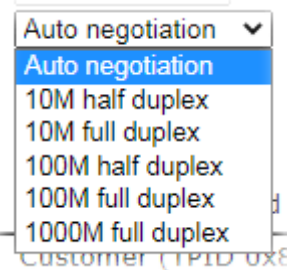 Auto negotiation
Auto negotiation
10M half duplex
10M full duplex
100M half duplex
100M full duplex
1000M full duplex
Customer (TPID 0x8